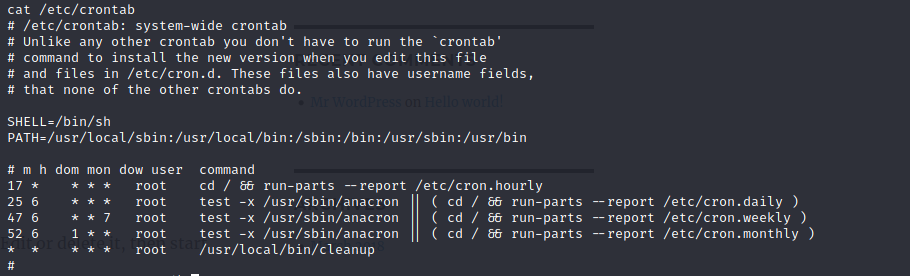 cat /etc/crontab
# /etc/crontab: system-wide crontab
# Unlike any other crontab you don't have to run the `crontab'
# command to install the new version when you edit this file
# and files in /etc/cron.d. These files also have username fields,
# that none of the other crontabs do.
Mr WordPress on Hello world!
SHELL=/bin/sh
PATH=/usr/local/sbin:/usr/local/bin:/sbin:/bin:/usr/sbin:/usr/bin
# m h dom mon dow user  command
17 *    * * *   root    cd / && run-parts --report /etc/cron.hourly
25 6    * * *   root    test -x /usr/sbin/anacron || ( cd / && run-parts --report /etc/cron.daily )
47 6    * * 7   root    test -x /usr/sbin/anacron || ( cd / && run-parts --report /etc/cron.weekly )
52 6    1 * *   root    test -x /usr/sbin/anacron || ( cd / && run-parts --report /etc/cron.monthly )
Edit or delete it, then start
*  *    * * *   root    /usr/local/bin/cleanup
#